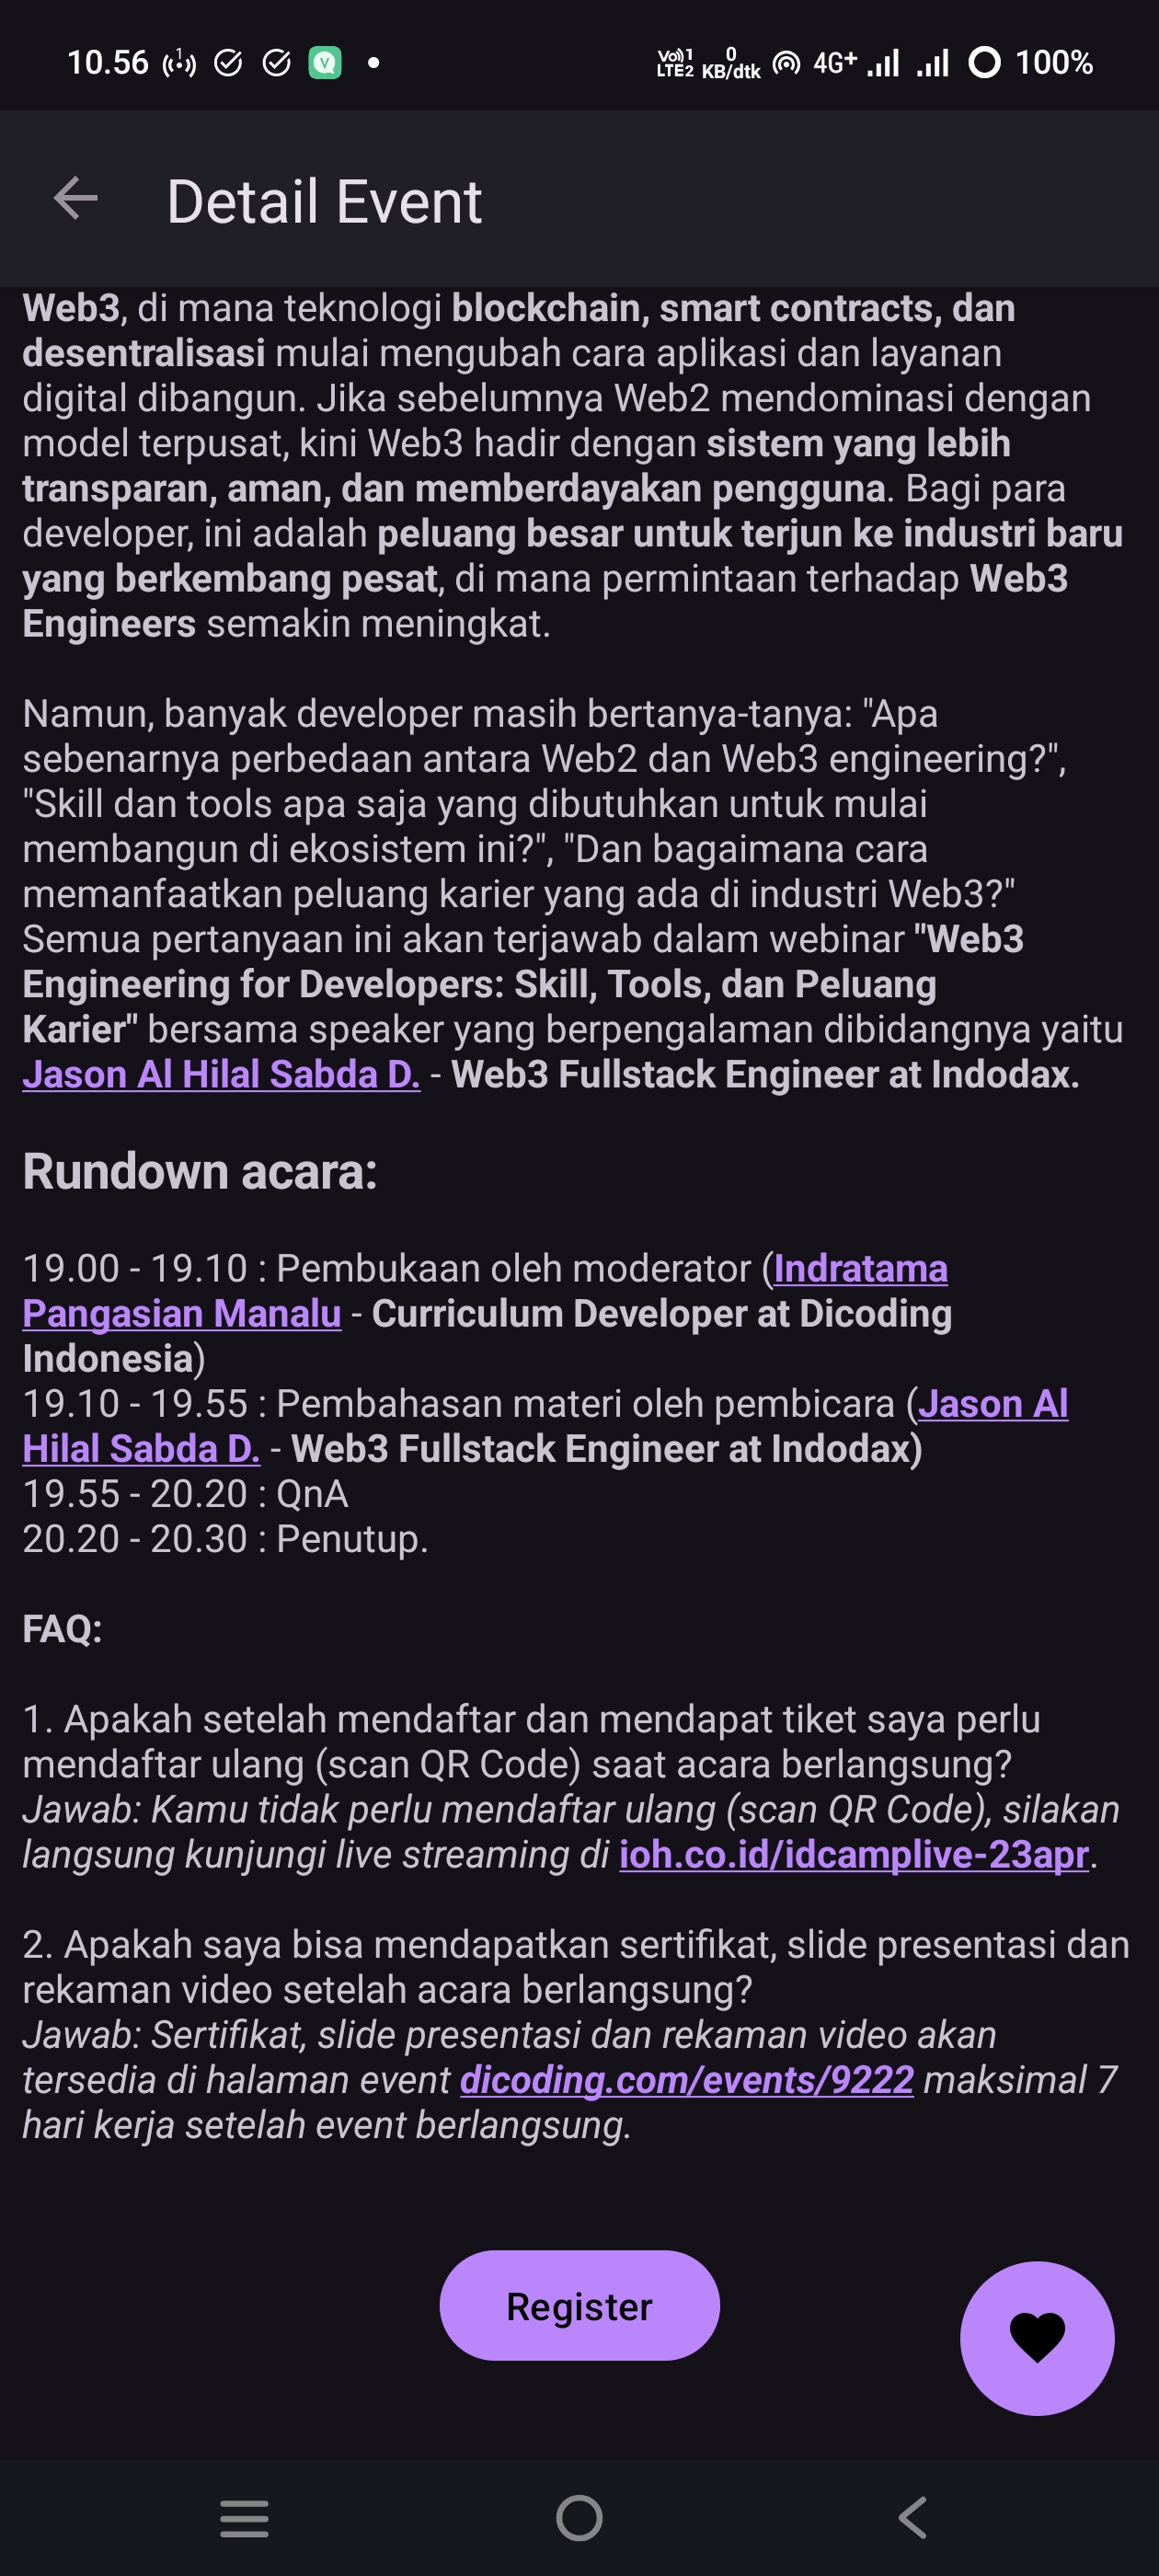 10.56
Vo)) 1
LTE2
0
KB/dtk
4G+
100%
Detail Event
Web3, di mana teknologi blockchain, smart contracts, dan
desentralisasi mulai mengubah cara aplikasi dan layanan
digital dibangun. Jika sebelumnya Web2 mendominasi dengan
model terpusat, kini Web3 hadir dengan sistem yang lebih
transparan, aman, dan memberdayakan pengguna. Bagi para
developer, ini adalah peluang besar untuk terjun ke industri baru
yang berkembang pesat, di mana permintaan terhadap Web3
Engineers semakin meningkat.
Namun, banyak developer masih bertanya-tanya: "Apa
sebenarnya perbedaan antara Web2 dan Web3 engineering?",
"Skill dan tools apa saja yang dibutuhkan untuk mulai
membangun di ekosistem ini?", "Dan bagaimana cara
memanfaatkan peluang karier yang ada di industri Web3?"
Semua pertanyaan ini akan terjawab dalam webinar "Web3
Engineering for Developers: Skill, Tools, dan Peluang
Karier" bersama speaker yang berpengalaman dibidangnya yaitu
Jason Al Hilal Sabda D. - Web3 Fullstack Engineer at Indodax.
Rundown acara:
19.00 - 19.10 : Pembukaan oleh moderator (Indratama
Pangasian Manalu - Curriculum Developer at Dicoding
Indonesia)
19.10 - 19.55 : Pembahasan materi oleh pembicara (Jason Al
Hilal Sabda D. - Web3 Fullstack Engineer at Indodax)
19.55 - 20.20 : QnA
20.20 - 20.30 : Penutup.
FAQ:
1. Apakah setelah mendaftar dan mendapat tiket saya perlu
mendaftar ulang (scan QR Code) saat acara berlangsung?
Jawab: Kamu tidak perlu mendaftar ulang (scan QR Code), silakan
langsung kunjungi live streaming di ioh.co.id/idcamplive-23apr.
2. Apakah saya bisa mendapatkan sertifikat, slide presentasi dan
rekaman video setelah acara berlangsung?
Jawab: Sertifikat, slide presentasi dan rekaman video akan
tersedia di halaman event dicoding.com/events/9222 maksimal 7
hari kerja setelah event berlangsung.
Register